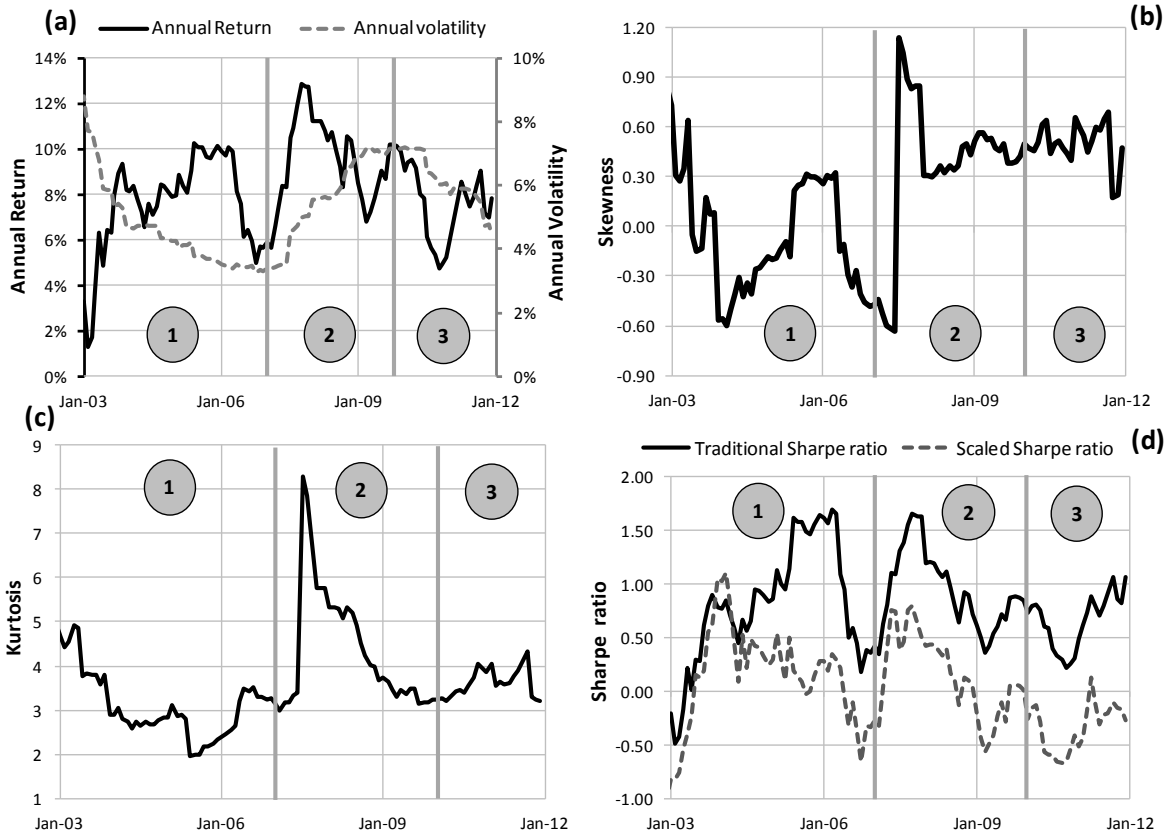 (a)
Annual Return
Annual volatility
14%
12%
10%
8%
6%
4%
2%
0%
Annual Return
10%
8%
6%
4%
2%
0%
Annual Volatility
1
2
3
Jan-03
Jan-06
Jan-09
Jan-12
(b)
1.20
0.90
0.60
0.30
0.00
-0.30
-0.60
-0.90
Skewness
1
2
3
Jan-03
Jan-06
Jan-09
Jan-12
(c)
9
8
7
6
5
4
3
2
1
Kurtosis
1
2
3
Jan-03
Jan-06
Jan-09
Jan-12
Traditional Sharpe ratio
Scaled Sharpe ratio
(d)
2.00
1.50
1.00
0.50
0.00
-0.50
-1.00
Sharpe ratio
1
2
3
Jan-03
Jan-06
Jan-09
Jan-12